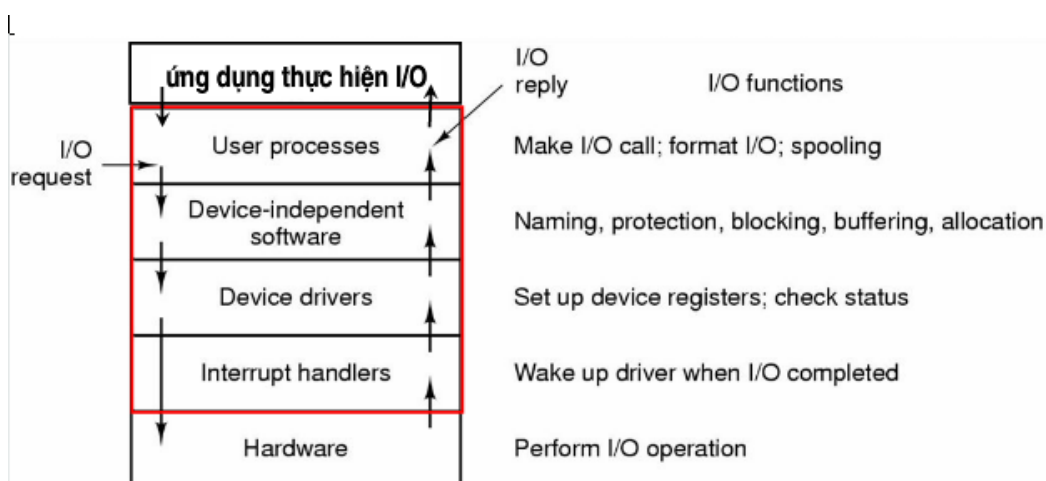 ứng dụng thực hiện I/O
I/O
reply
I/O functions
I/O
request
User processes
Make I/O call; format I/O; spooling
Device-independent
software
Naming, protection, blocking, buffering, allocation
Device drivers
Set up device registers; check status
Interrupt handlers
Wake up driver when I/O completed
Hardware
Perform I/O operation